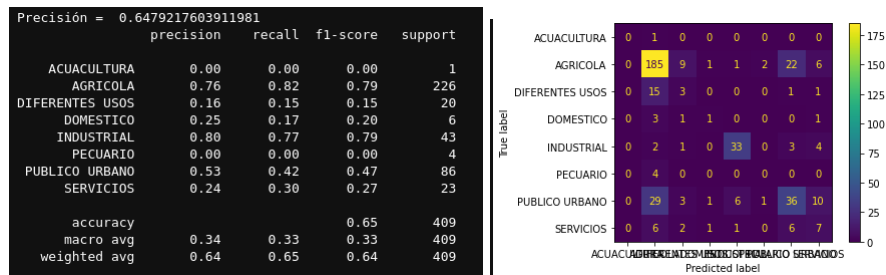 Precisión =  0.6479217603911981
precision    recall  f1-score   support
ACUACULTURA       0.00      0.00      0.00         1
AGRICOLA       0.76      0.82      0.79       226
DIFERENTES USOS       0.16      0.15      0.15        20
DOMESTICO       0.25      0.17      0.20         6
INDUSTRIAL       0.80      0.77      0.79        43
PECUARIO       0.00      0.00      0.00         4
PUBLICO URBANO       0.53      0.42      0.47        86
SERVICIOS       0.24      0.30      0.27        23
accuracy                           0.65       409
macro avg       0.34      0.33      0.33       409
weighted avg       0.64      0.65      0.64       409
True label
ACUACULTURA 0 1 0 0 0 0 0 0
AGRICOLA 0 185 9 1 1 2 22 6
DIFERENTES USOS 0 15 3 0 0 0 1 1
DOMESTICO 0 3 1 1 0 0 0 1
INDUSTRIAL 0 2 1 0 33 0 3 4
PECUARIO 0 4 0 0 0 0 0 0
PUBLICO URBANO 0 29 3 1 6 1 36 10
SERVICIOS 0 6 2 1 1 0 6 7
Predicted label
175
150
125
100
75
50
25
0